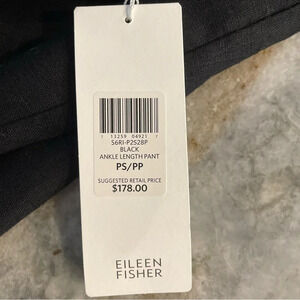 1 13259 04921 7
S6RI-P2528P
BLACK
ANKLE LENGTH PANT
PS/PP
SUGGESTED RETAIL PRICE
$178.00
EILEEN
FISHER